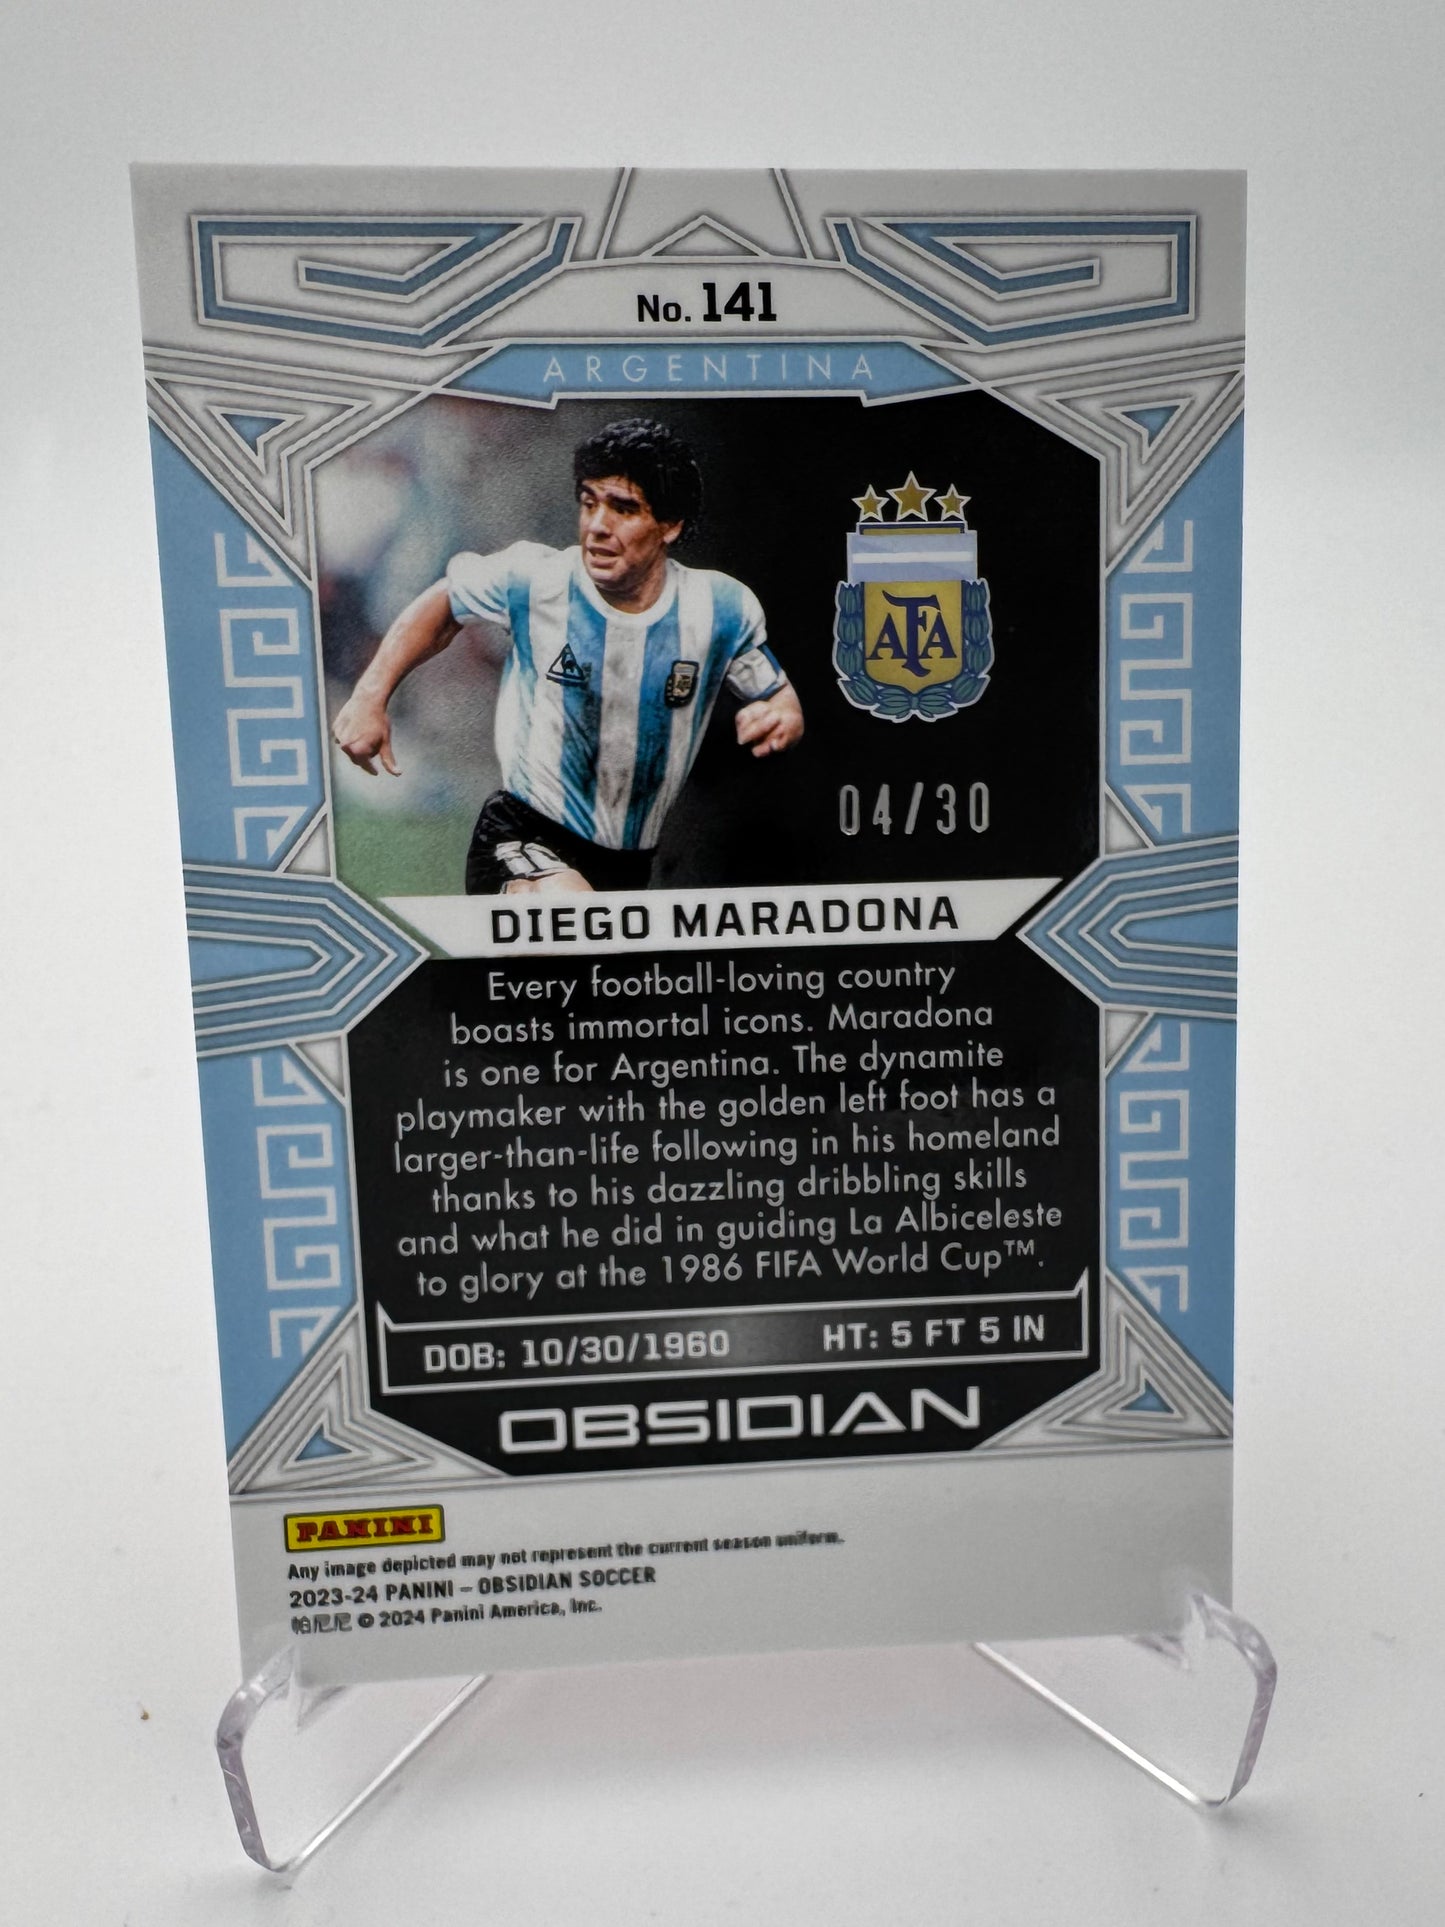 No. 141
ARGENTINA
AFA
04/30
10
DIEGO MARADONA
Every football-loving country
boasts immortal icons. Maradona
is one for Argentina. The dynamite
playmaker with the golden left foot has a
larger-than-life following in his homeland
thanks to his dazzling dribbling skills
and what he did in guiding La Albiceleste
to glory at the 1986 FIFA World Cup™.
DOB: 10/30/1960 HT: 5 FT 5 IN
OBSIDIAN
PANINI
Any image depicted may not represent the current season uniform.
2023-24 PANINI – OBSIDIAN SOCCER
帕尼尼 © 2024 Panini America, Inc.